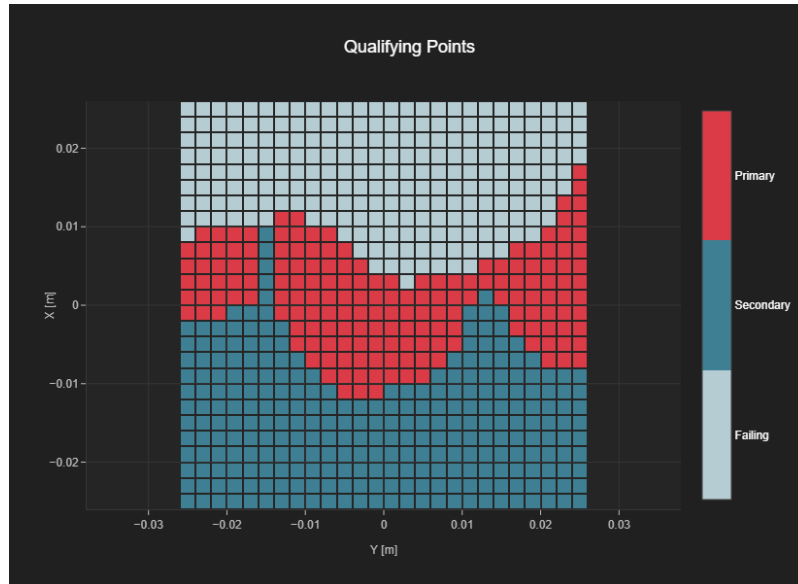 Qualifying Points
0.02
0.01
0
−0.01
−0.02
X [m]
−0.03
−0.02
−0.01
0
0.01
0.02
0.03
Y [m]
Primary
Secondary
Failing